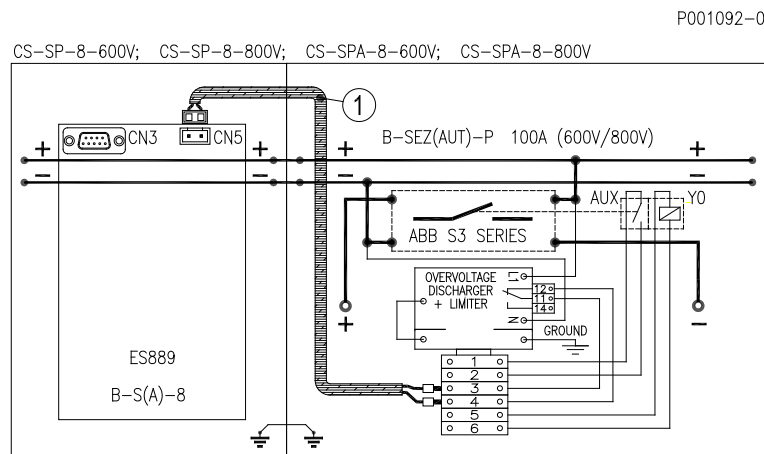 P001092-0
CS-SP-8-600V; CS-SP-8-800V; CS-SPA-8-600V; CS-SPA-8-800V
1
CN3 CN5
B-SEZ(AUT)-P 100A (600V/800V)
+ + + +
− − − −
AUX Y0
ABB S3 SERIES
OVERVOLTAGE
DISCHARGER
+ LIMITER
L1
N
12
11
14
+ −
GROUND
ES889
B-S(A)-8
1
2
3
4
5
6